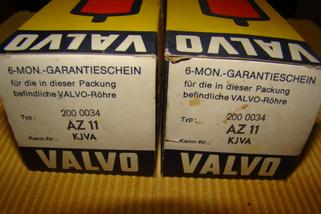 VALVO
6-MON.-GARANTIESCHEIN
für die in dieser Packung
befindliche VALVO-Röhre
Typ: 200 0034
AZ 11
Kenn-Nr.: KJVA
VALVO
VALVO
6-MON.-GARANTIESCHEIN
für die in dieser Packung
befindliche VALVO-Röhre
Typ: 200 0034
AZ 11
Kenn-Nr.: KJVA
VALVO